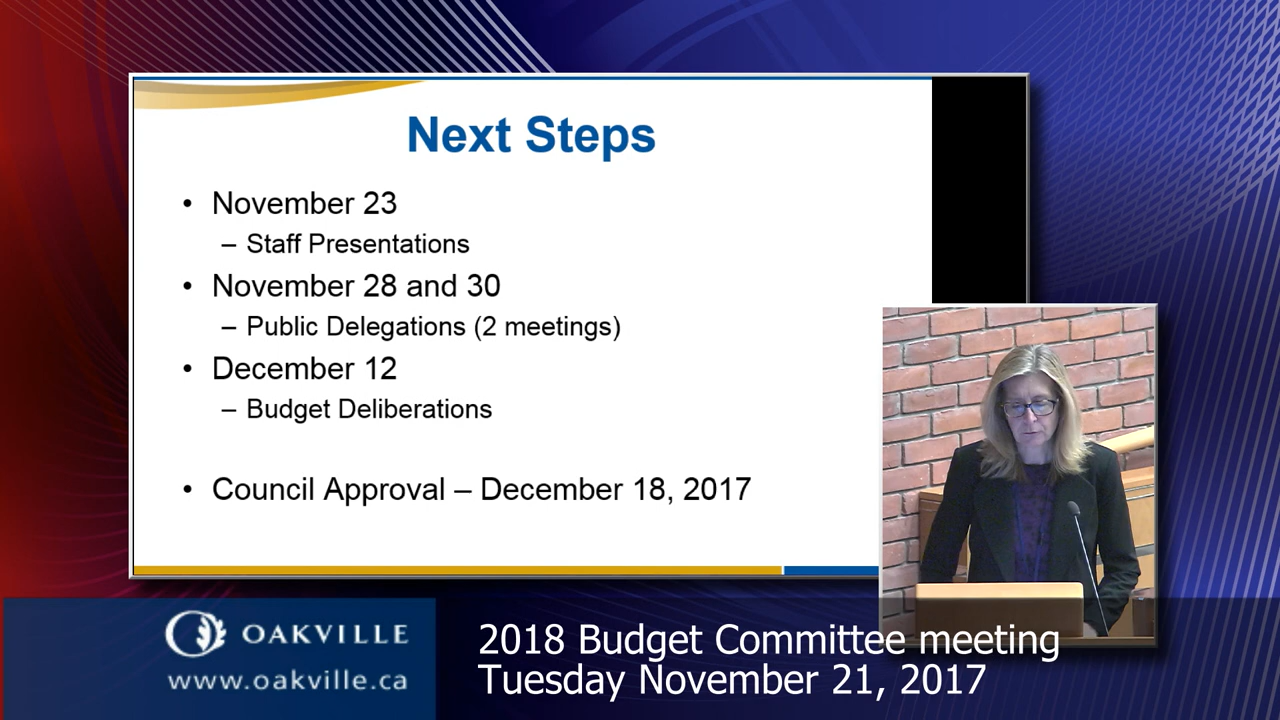 Next Steps
• November 23
– Staff Presentations
• November 28 and 30
– Public Delegations (2 meetings)
• December 12
– Budget Deliberations
• Council Approval – December 18, 2017
OAKVILLE
www.oakville.ca
2018 Budget Committee meeting
Tuesday November 21, 2017